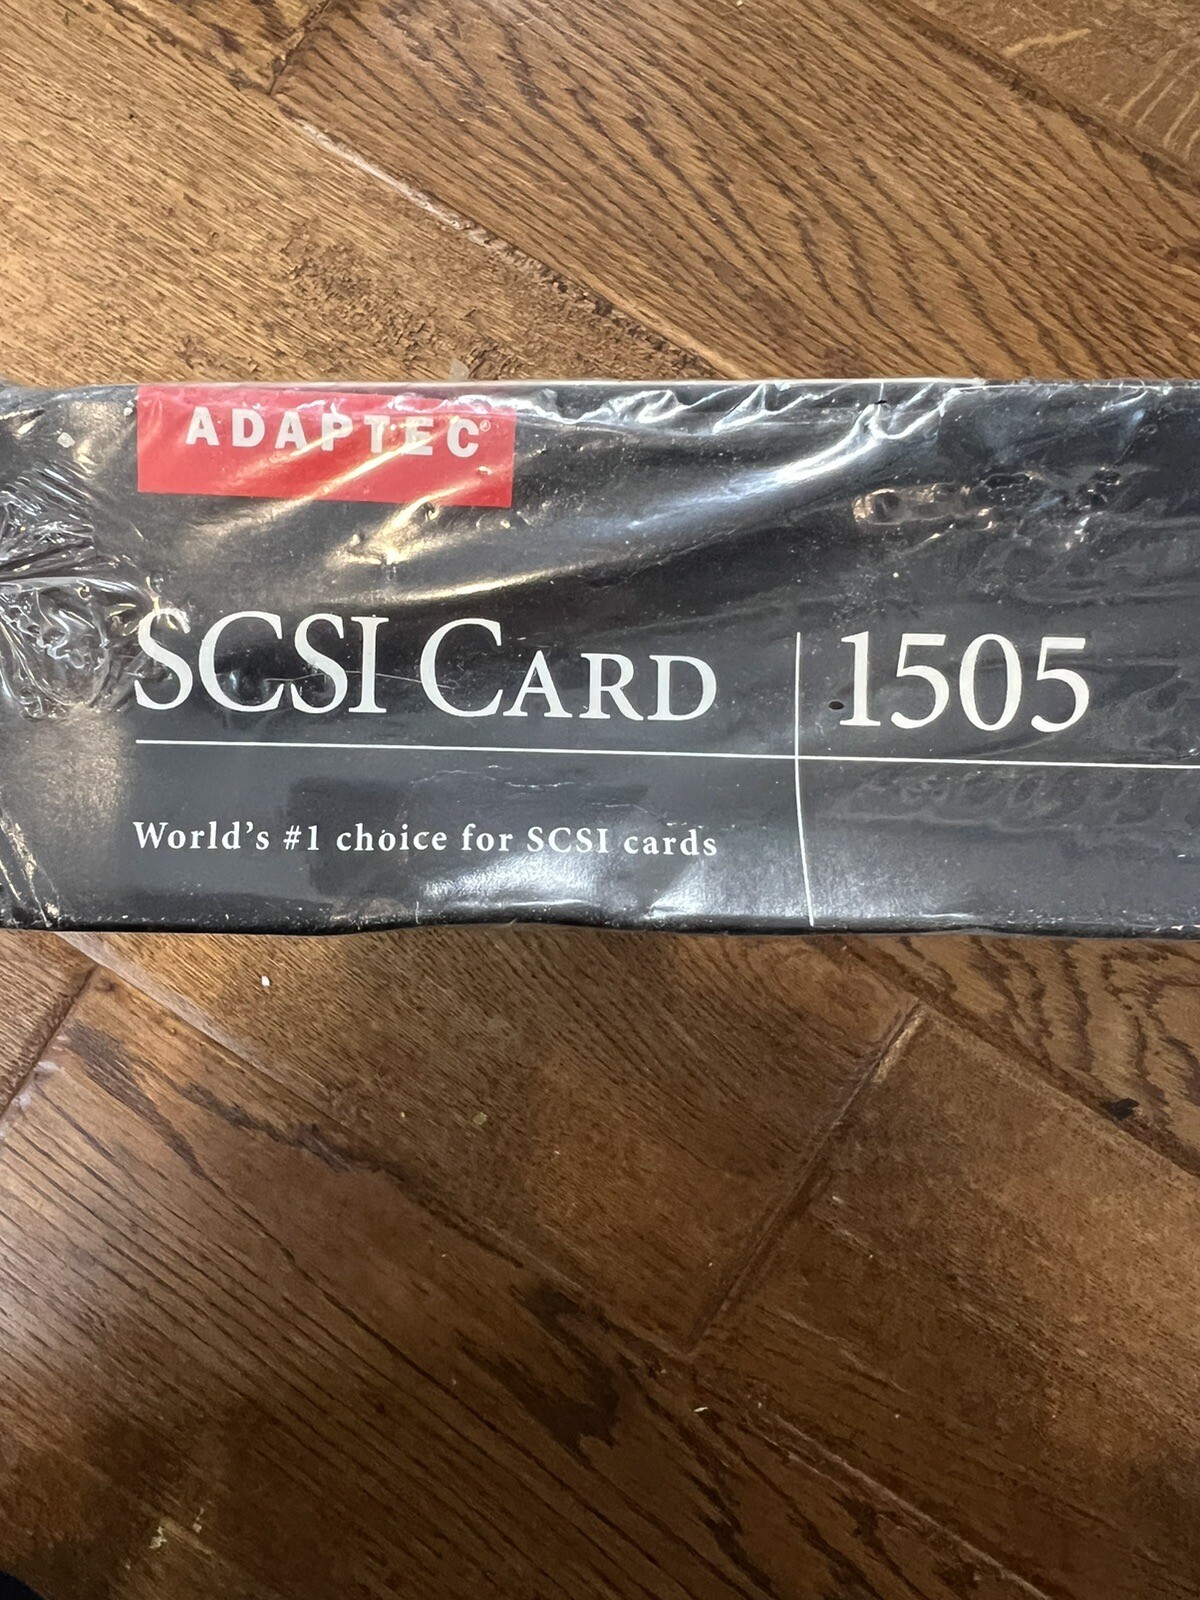 ADAPTEC®
SCSI CARD 1505
World's #1 choice for SCSI cards